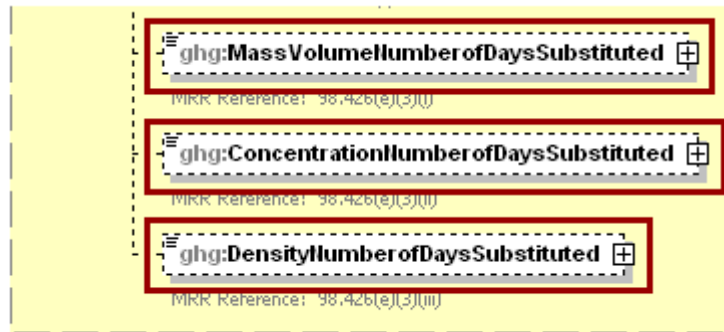 ghg:MassVolumeNumberofDaysSubstituted
MRR Reference: 98.426(e)(3)(i)
ghg:ConcentrationNumberofDaysSubstituted
MRR Reference: 98.426(e)(3)(ii)
ghg:DensityNumberofDaysSubstituted
MRR Reference: 98.426(e)(3)(iii)